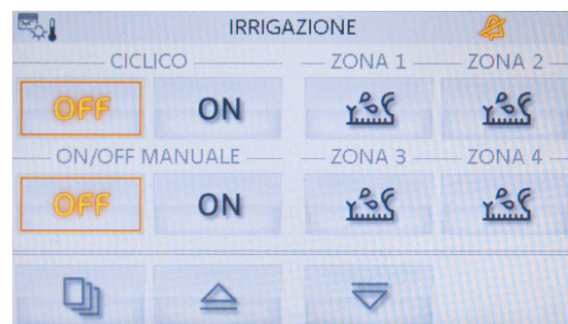 IRRIGAZIONE
CICLICO ZONA 1 ZONA 2
OFF ON
ON/OFF MANUALE ZONA 3 ZONA 4
OFF ON